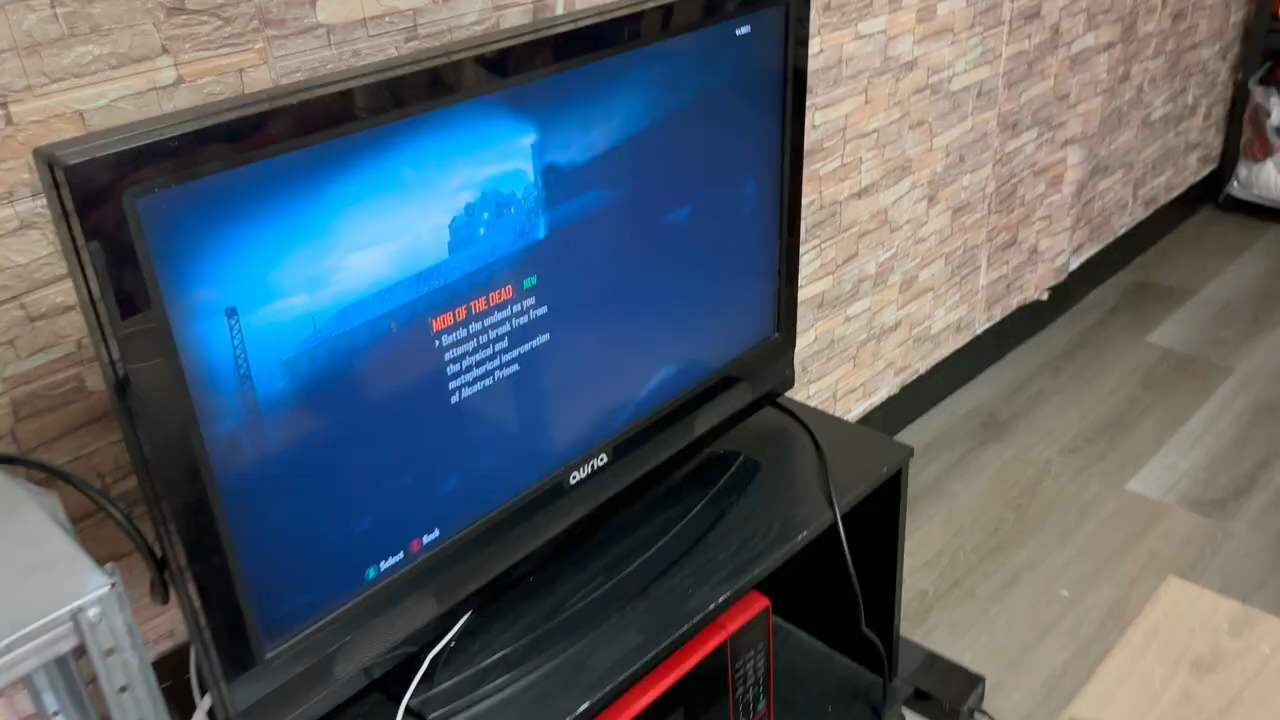 MOB OF THE DEAD NEW
Battle the undead as you
attempt to break free from
the physical and
metaphorical incarceration
of Alcatraz Prison.
auria
A Select B Back